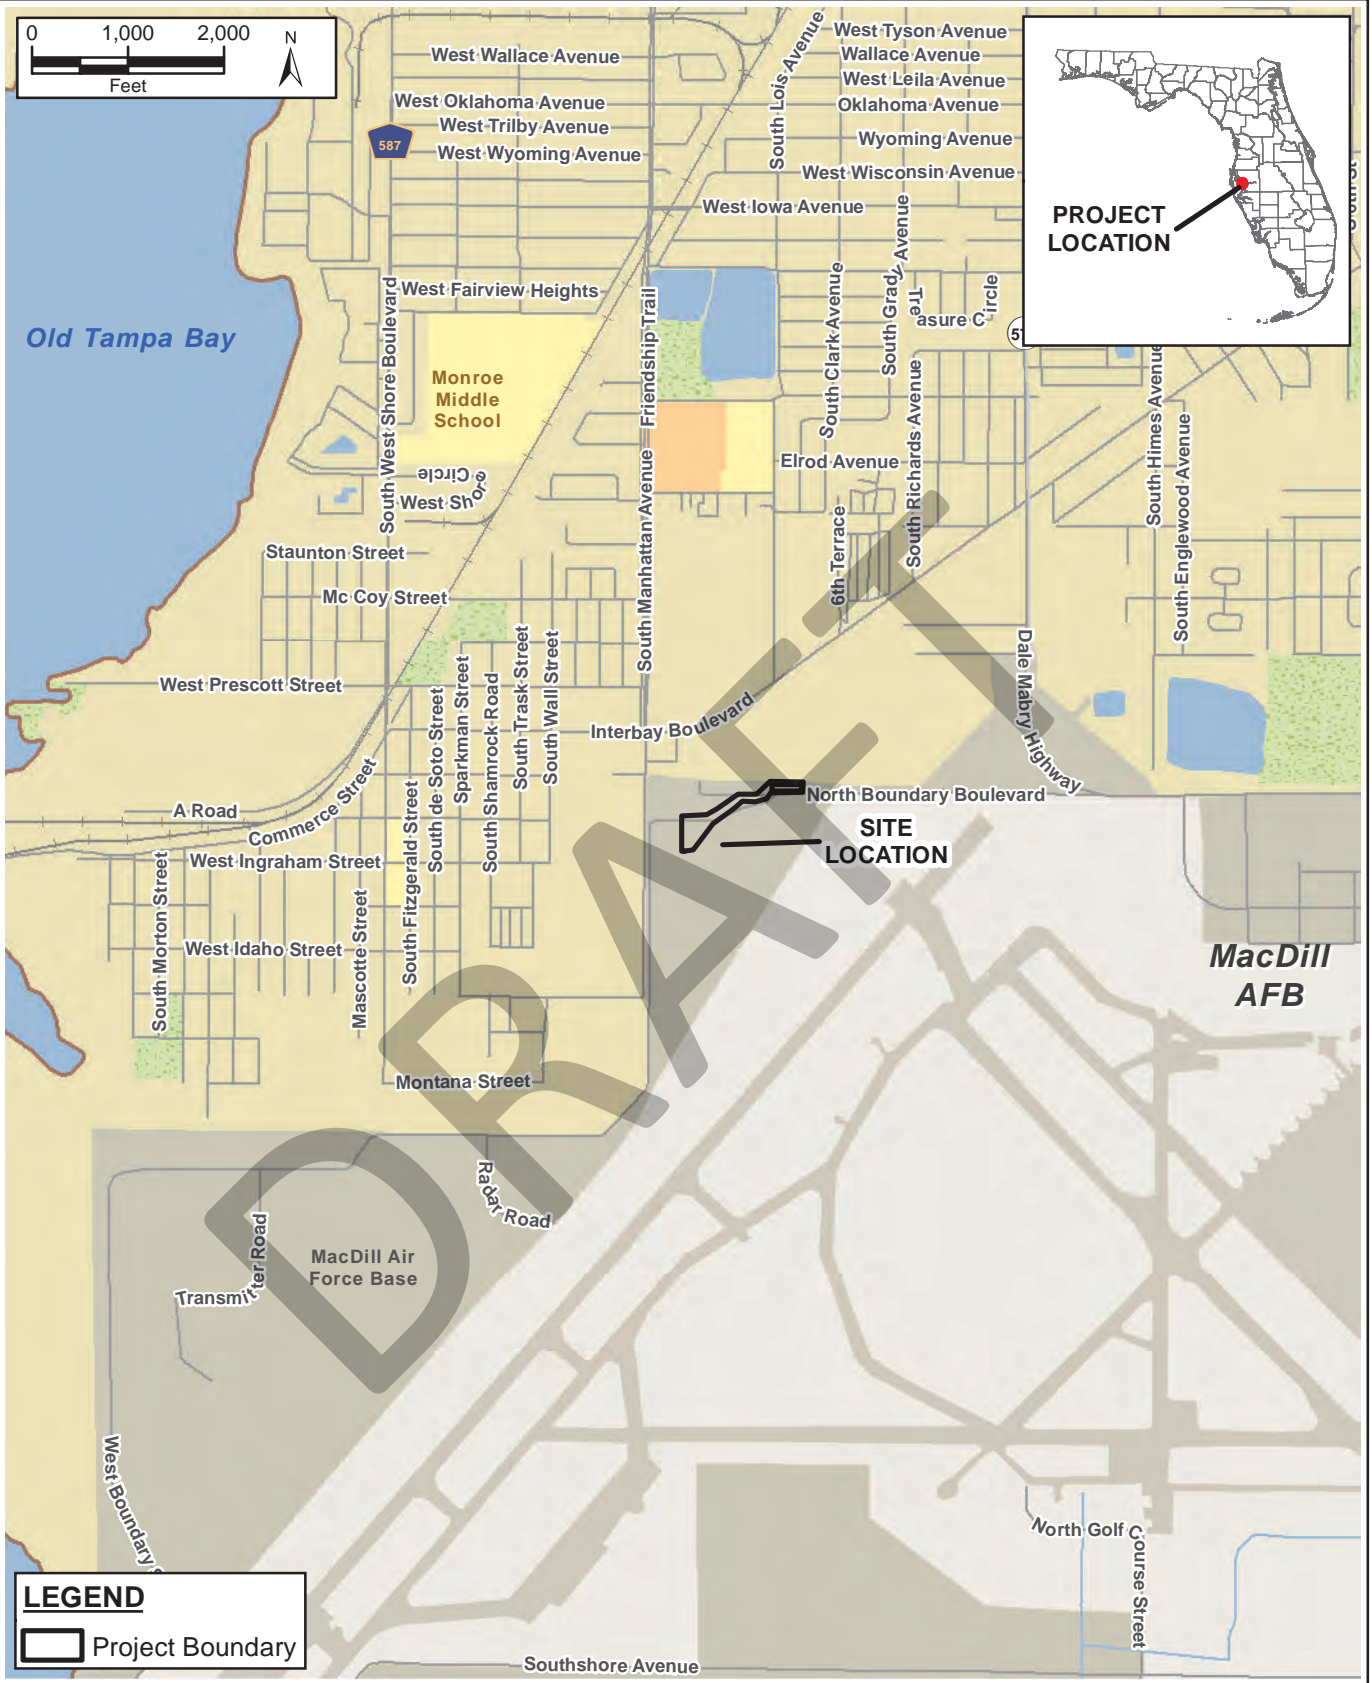 0 1,000 2,000
Feet
N
West Tyson Avenue
Wallace Avenue
West Leila Avenue
Oklahoma Avenue
Wyoming Avenue
West Wisconsin Avenue
West Iowa Avenue
West Wallace Avenue
West Oklahoma Avenue
West Trilby Avenue
West Wyoming Avenue
587
South Lois Avenue
PROJECT
LOCATION
Old Tampa Bay
West Fairview Heights
South West Shore Boulevard
Monroe
Middle
School
Friendship Trail
South Clark Avenue
South Grady Avenue
Treasure Circle
South Richards Avenue
South Himes Avenue
South Englewood Avenue
Elrod Avenue
West Shore Circle
South Manhattan Avenue
6th Terrace
Staunton Street
Mc Coy Street
West Prescott Street
South de Soto Street
Sparkman Street
South Shamrock Road
South Trask Street
South Wall Street
Interbay Boulevard
Dale Mabry Highway
North Boundary Boulevard
SITE
LOCATION
A Road
Commerce Street
West Ingraham Street
South Fitzgerald Street
South Morton Street
West Idaho Street
Mascotte Street
Montana Street
MacDill
AFB
DRAFT
Radar Road
Transmitter Road
MacDill Air
Force Base
West Boundary
North Golf Course Street
Southshore Avenue
LEGEND
Project Boundary